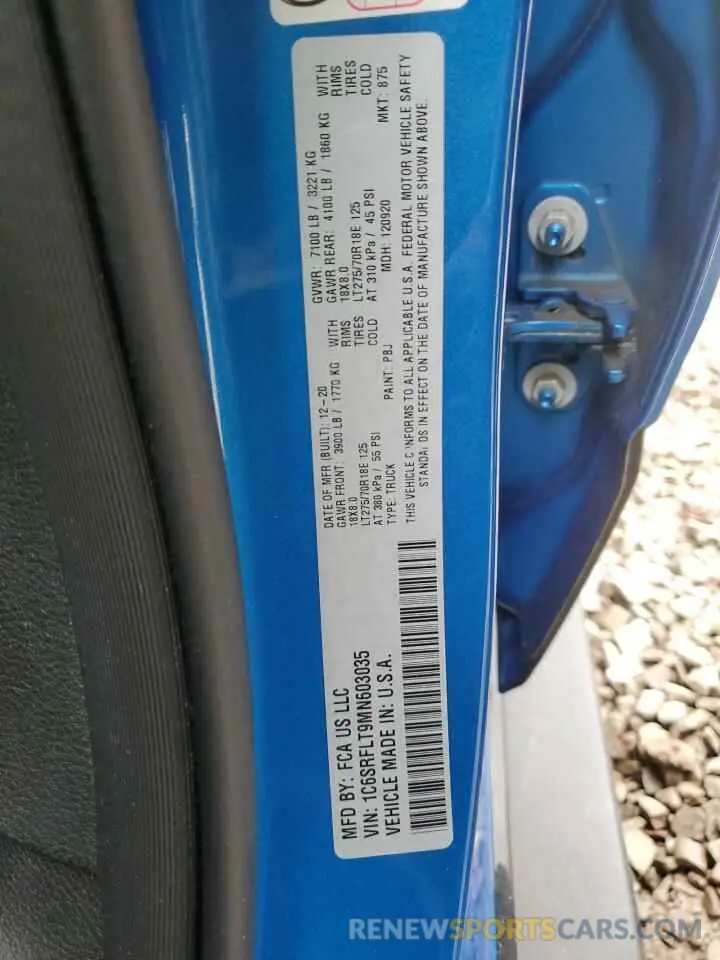 MFD BY: FCA US LLC
VIN: 1C6SRFLT9MN603035
VEHICLE MADE IN: U.S.A.
DATE OF MFR (BUILT): 12-20
GAWR FRONT: 3900 LB / 1770 KG WITH
18X8.0 RIMS
LT275/70R18E 125 TIRES
AT 380 kPa / 55 PSI COLD
TYPE: TRUCK PAINT: PBJ
GVWR: 7100 LB / 3221 KG
GAWR REAR: 4100 LB / 1860 KG WITH
18X8.0 RIMS
LT275/70R18E 125 TIRES
AT 310 kPa / 45 PSI COLD
MDH: 120920 MKT: 875
THIS VEHICLE C INFORMS TO ALL APPLICABLE U.S.A. FEDERAL MOTOR VEHICLE SAFETY
STANDA DS IN EFFECT ON THE DATE OF MANUFACTURE SHOWN ABOVE.
RENEWSPORTSCARS.COM